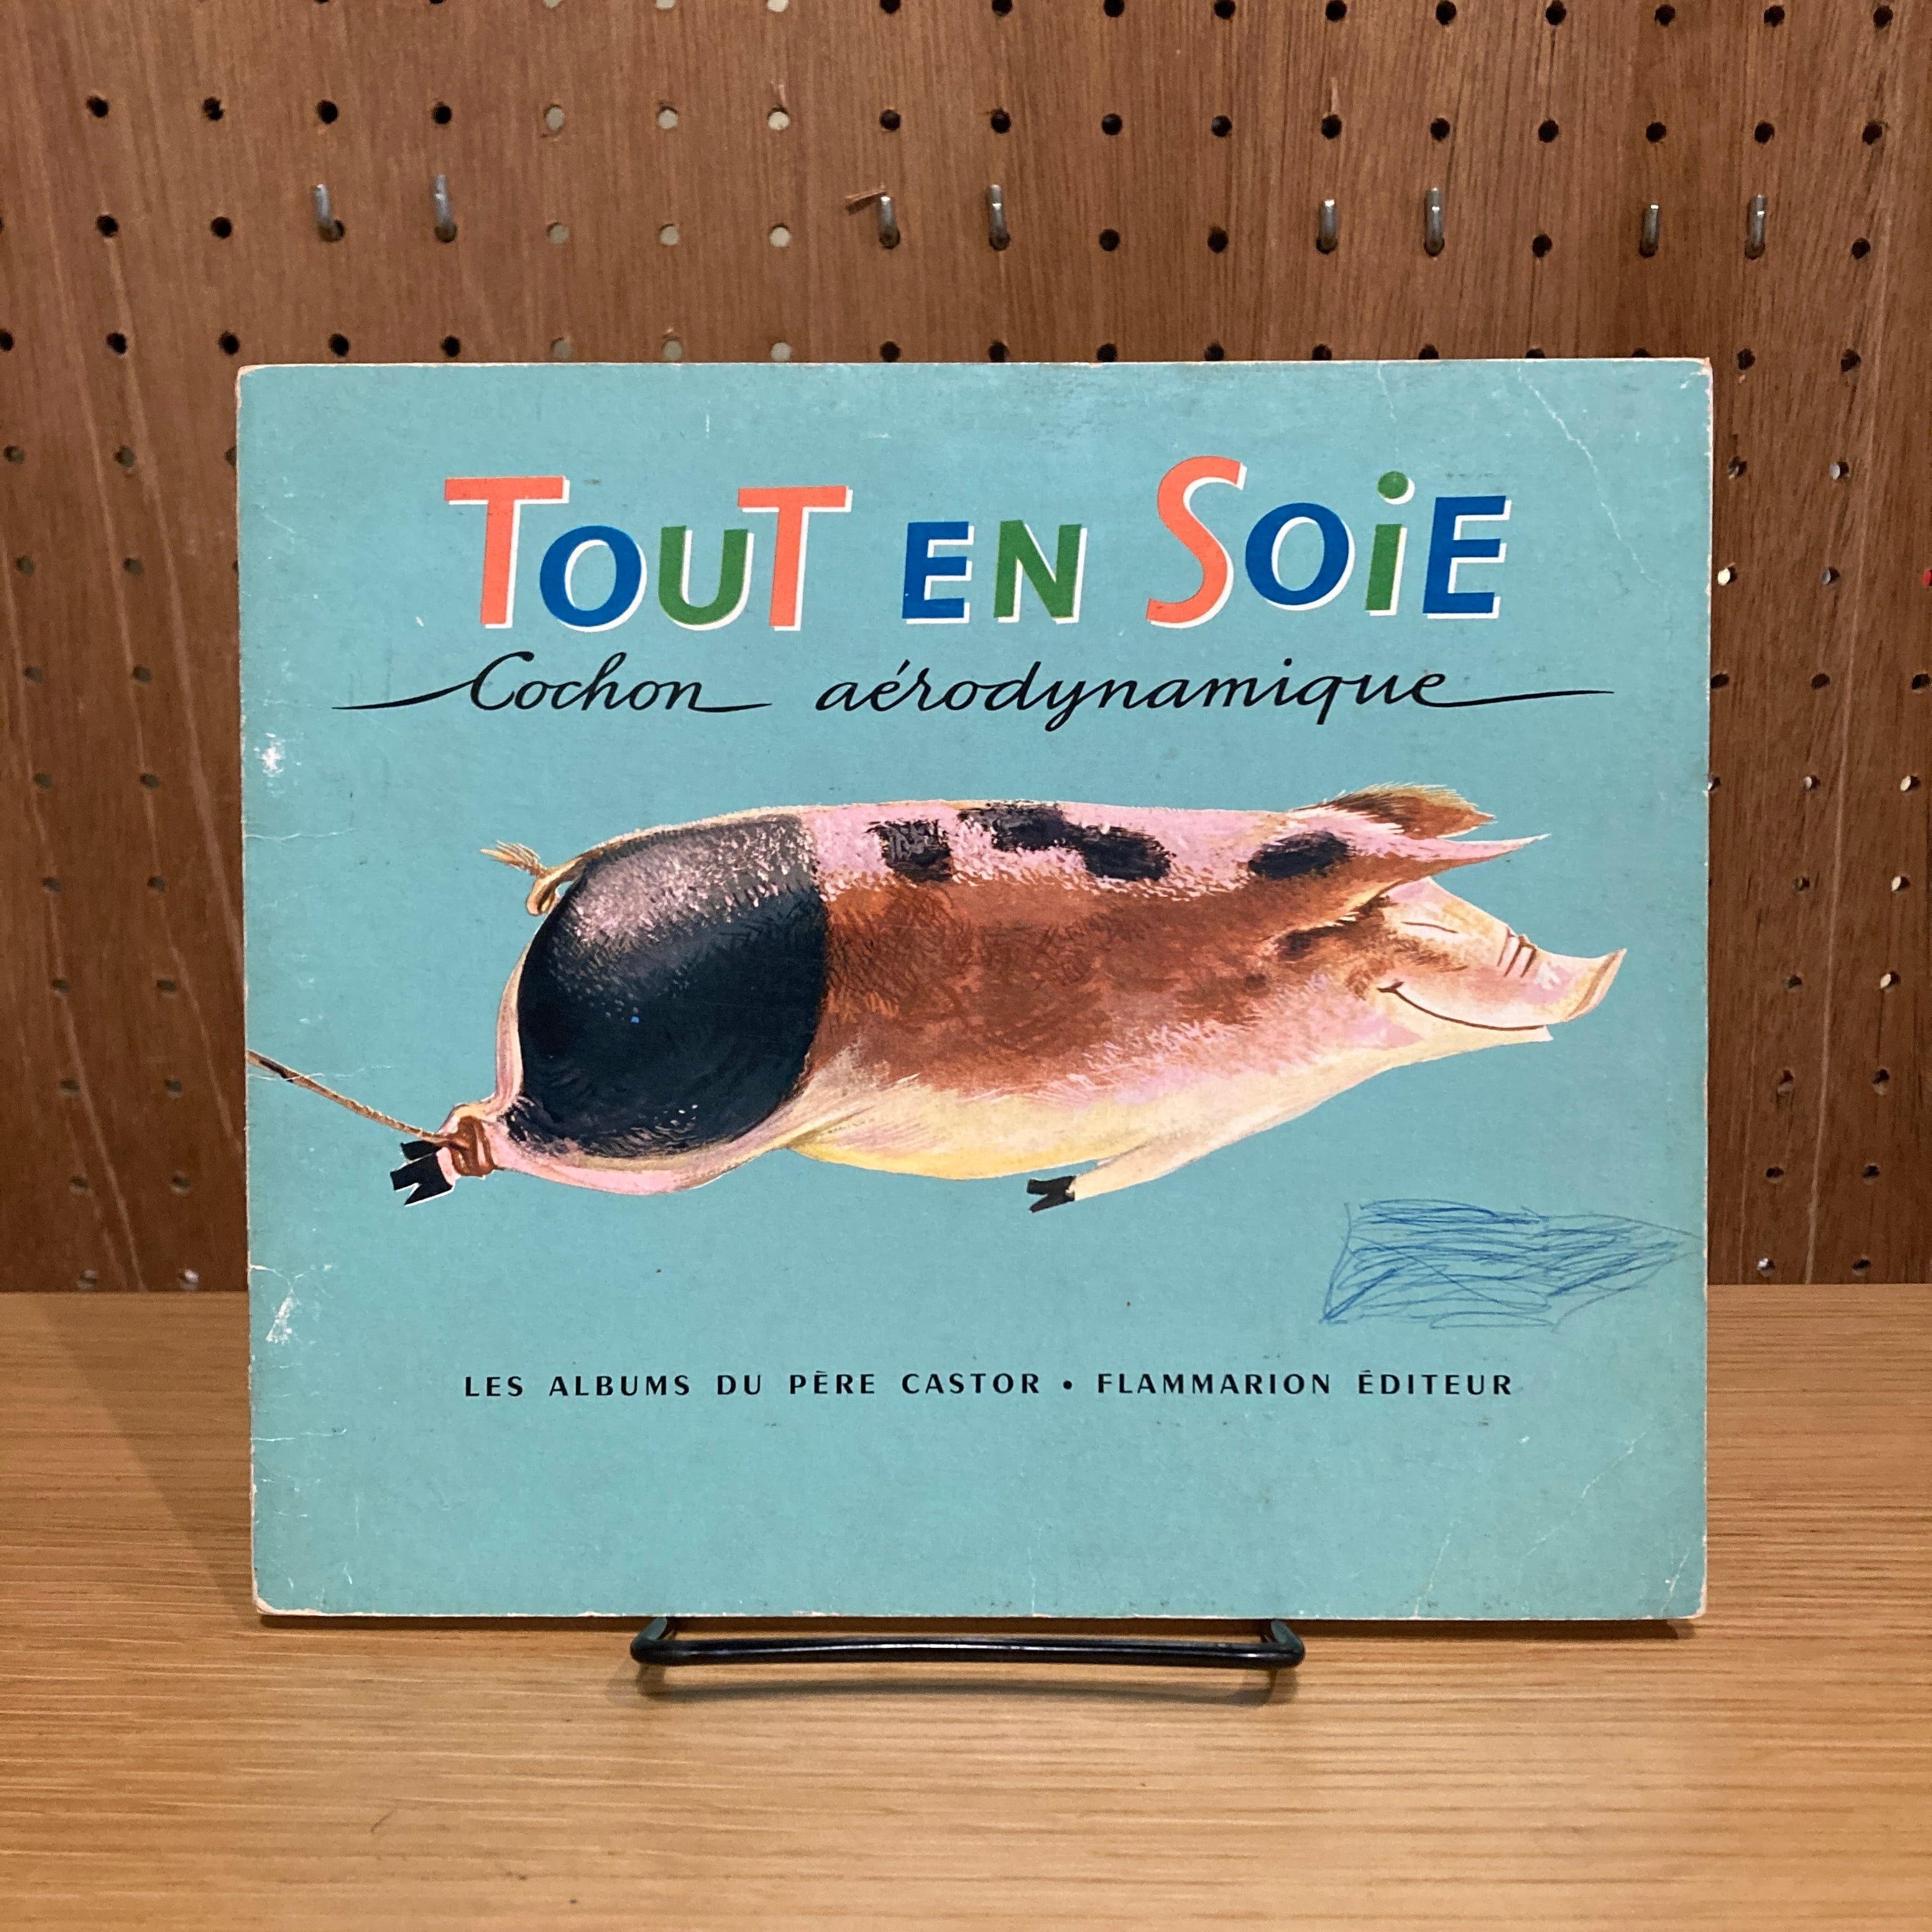 TOUT EN SOiE
Cochon aérodynamique
LES ALBUMS DU PÈRE CASTOR • FLAMMARION ÉDITEUR